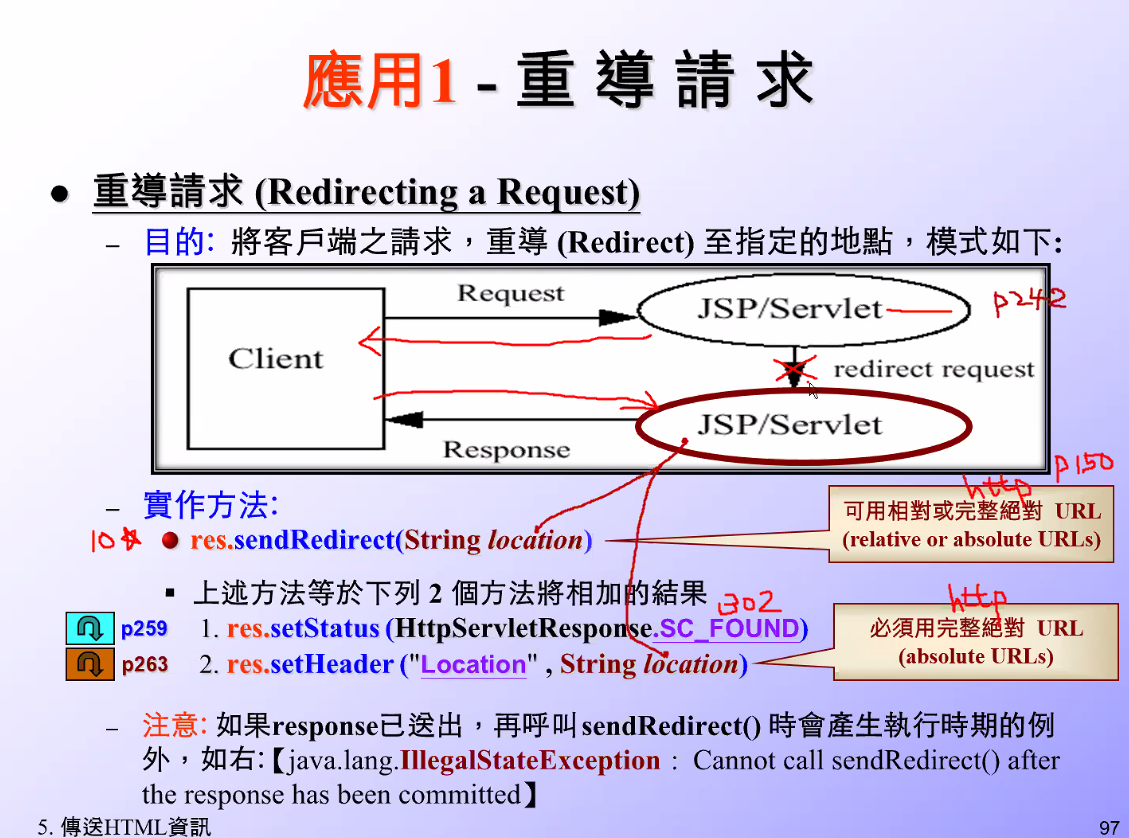 應用1 - 重 導 請 求
● 重導請求 (Redirecting a Request)
– 目的: 將客戶端之請求,重導 (Redirect) 至指定的地點,模式如下:
Request
JSP/Servlet
p242
Client
redirect request
JSP/Servlet
Response
p150
– 實作方法:
http
可用相對或完整絕對 URL
(relative or absolute URLs)
10
res.sendRedirect(String location)
▪ 上述方法等於下列 2 個方法將相加的結果
302
http
p259 1. res.setStatus (HttpServletResponse.SC_FOUND)
必須用完整絕對 URL
(absolute URLs)
p263 2. res.setHeader ("Location" , String location)
– 注意: 如果response已送出,再呼叫sendRedirect() 時會產生執行時期的例
外,如右:【java.lang.IllegalStateException : Cannot call sendRedirect() after
the response has been committed】
5. 傳送HTML資訊
97